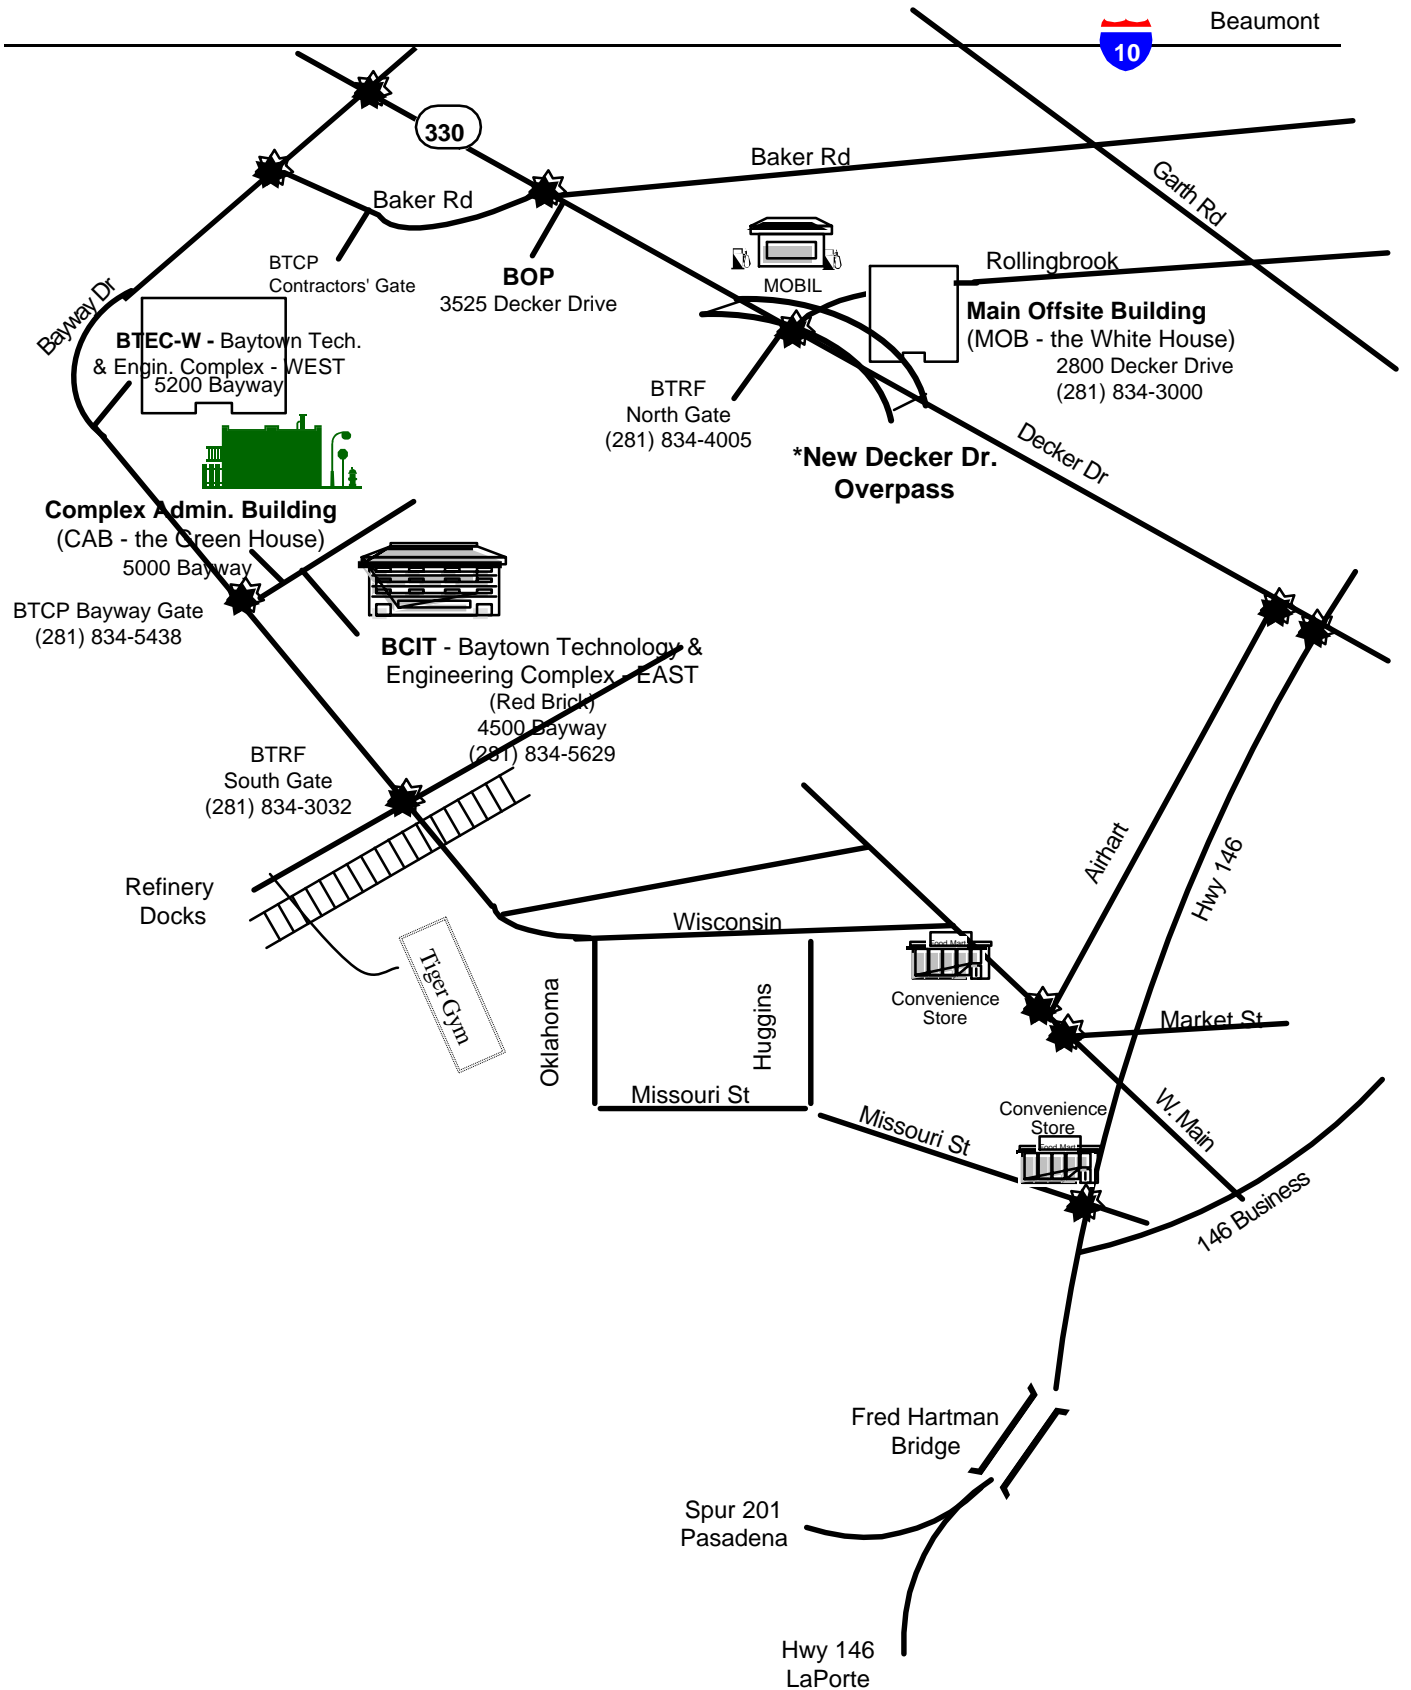 Beaumont
10
330
Baker Rd
Baker Rd
Garth Rd
BTCP
Contractors' Gate
BOP
3525 Decker Drive
MOBIL
Rollingbrook
Main Offsite Building
(MOB - the White House)
2800 Decker Drive
(281) 834-3000
Bayway Dr
BTEC-W - Baytown Tech.
& Engin. Complex - WEST
5200 Bayway
BTRF
North Gate
(281) 834-4005
*New Decker Dr.
Overpass
Decker Dr
Complex Admin. Building
(CAB - the Green House)
5000 Bayway
BTCP Bayway Gate
(281) 834-5438
BCIT - Baytown Technology &
Engineering Complex - EAST
(Red Brick)
4500 Bayway
(281) 834-5629
BTRF
South Gate
(281) 834-3032
Airhart
Hwy 146
Refinery
Docks
Tiger Gym
Wisconsin
Food Mart
Convenience
Store
Oklahoma
Huggins
Market St
Missouri St
Missouri St
Convenience
Store
Food Mart
W. Main
146 Business
Fred Hartman
Bridge
Spur 201
Pasadena
Hwy 146
LaPorte